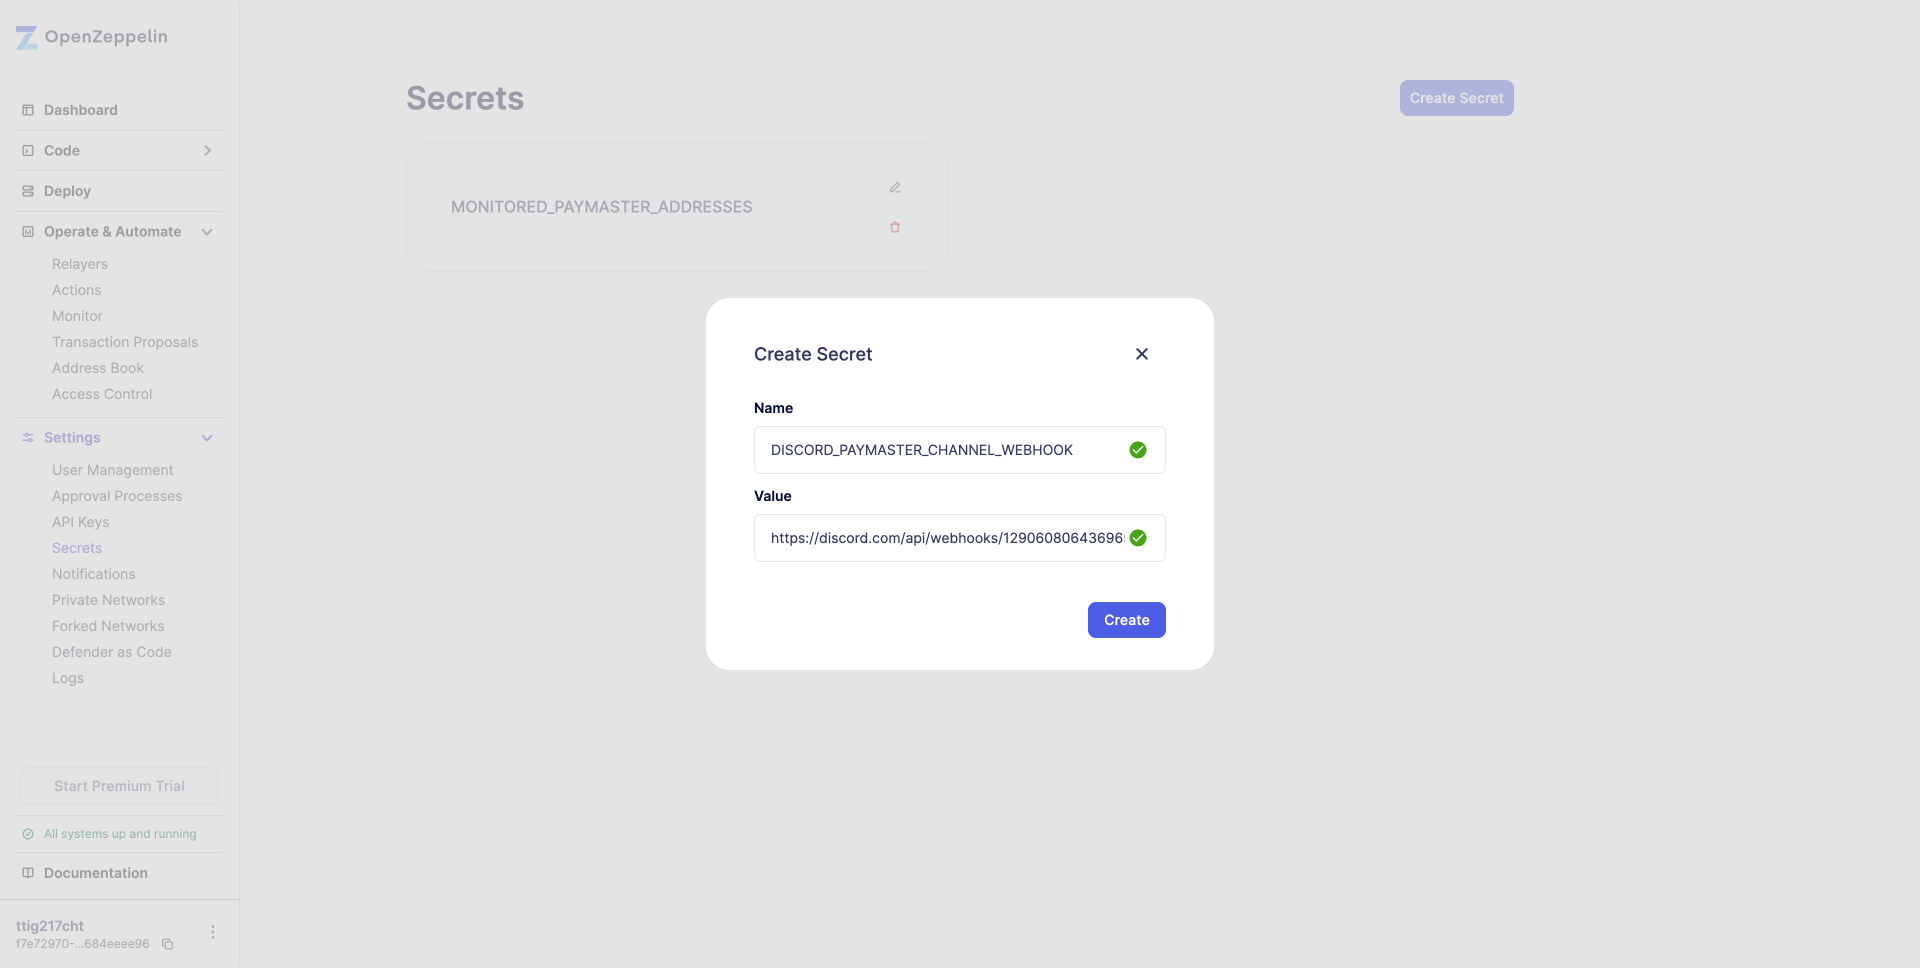 OpenZeppelin
Dashboard
Code
Deploy
Operate & Automate
Relayers
Actions
Monitor
Transaction Proposals
Address Book
Access Control
Settings
User Management
Approval Processes
API Keys
Secrets
Notifications
Private Networks
Forked Networks
Defender as Code
Logs
Start Premium Trial
All systems up and running
Documentation
ttig217cht
f7e72970-...684eeee96
Secrets
Create Secret
MONITORED_PAYMASTER_ADDRESSES
Create Secret
Name
DISCORD_PAYMASTER_CHANNEL_WEBHOOK
Value
https://discord.com/api/webhooks/12906080643696
Create